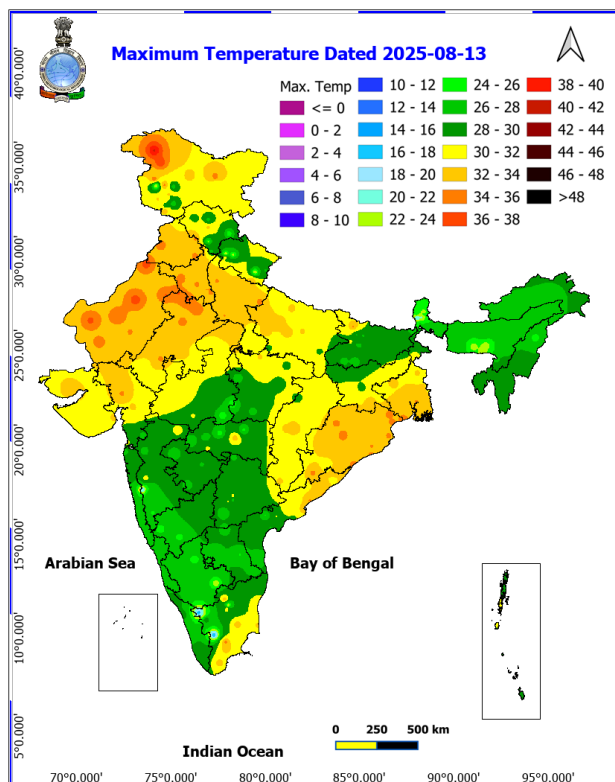 Maximum Temperature Dated 2025-08-13
Max. Temp
<= 0
0 - 2
2 - 4
4 - 6
6 - 8
8 - 10
10 - 12
12 - 14
14 - 16
16 - 18
18 - 20
20 - 22
22 - 24
24 - 26
26 - 28
28 - 30
30 - 32
32 - 34
34 - 36
36 - 38
38 - 40
40 - 42
42 - 44
44 - 46
46 - 48
>48
40°0.000'
35°0.000'
30°0.000'
25°0.000'
20°0.000'
15°0.000'
10°0.000'
5°0.000'
Arabian Sea
Bay of Bengal
0 250 500 km
Indian Ocean
70°0.000' 75°0.000' 80°0.000' 85°0.000' 90°0.000' 95°0.000'